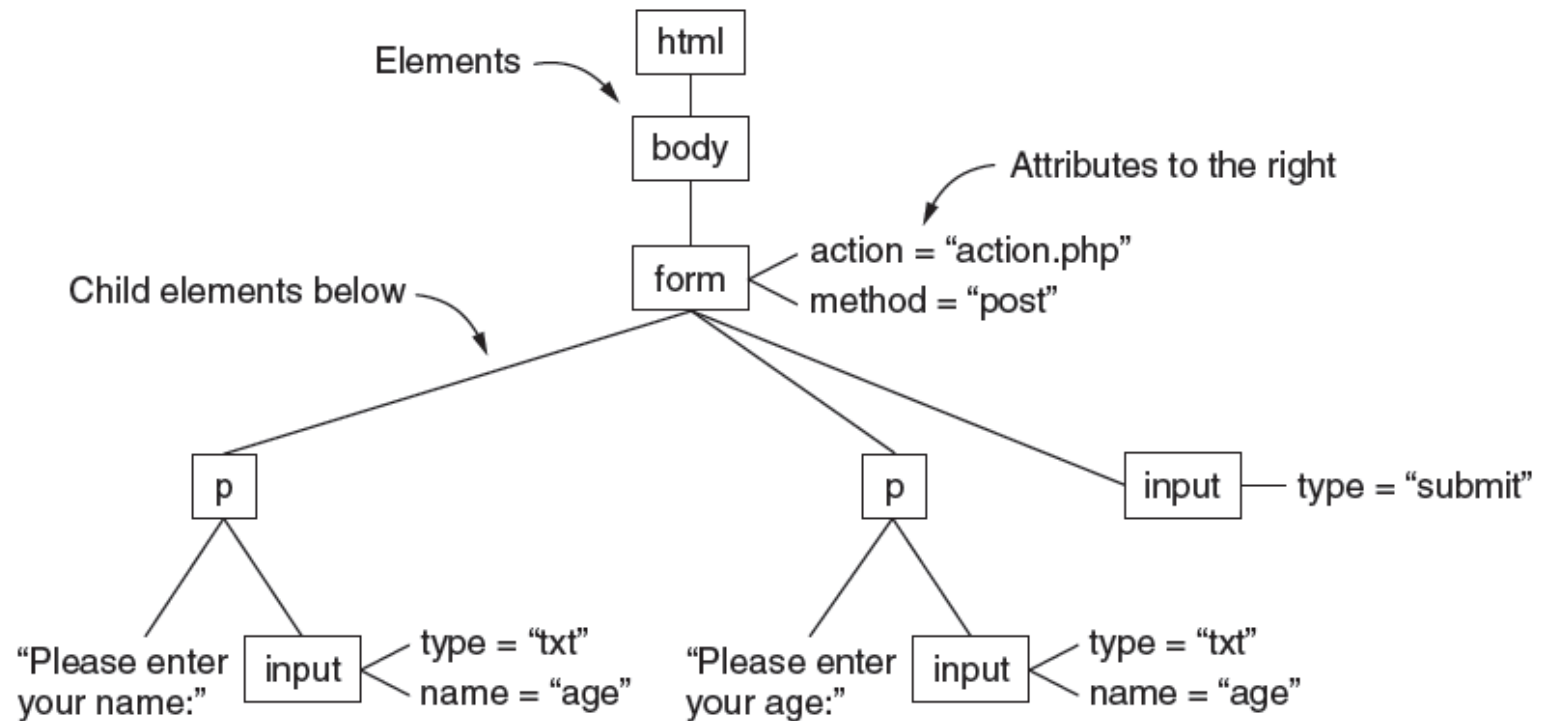 html
Elements
body
Attributes to the right
action = “action.php”
form
method = “post”
Child elements below
p
p
input
type = “submit”
“Please enter
your name:”
input
type = “txt”
name = “age”
“Please enter
your age:”
input
type = “txt”
name = “age”